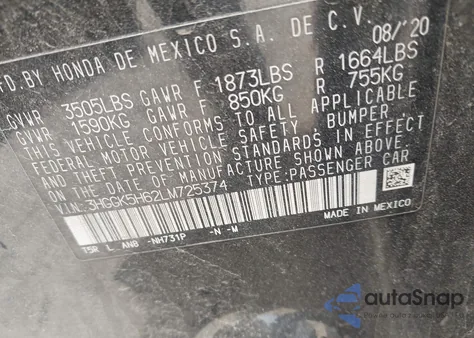 MFD.BY HONDA DE MEXICO S.A. DE C.V. 08/'20
GVWR 3505LBS GAWR F 1873LBS R 1664LBS
GVWR 1590KG GAWR F 850KG R 755KG
THIS VEHICLE CONFORMS TO ALL APPLICABLE
FEDERAL MOTOR VEHICLE SAFETY, BUMPER,
AND THEFT PREVENTION STANDARDS IN EFFECT
ON THE DATE OF MANUFACTURE SHOWN ABOVE.
VIN:3HGGK5H62LM725374 TYPE:PASSENGER CAR
T5R L. ANB -NH731P -N -M
MADE IN MEXICO
autoSnap